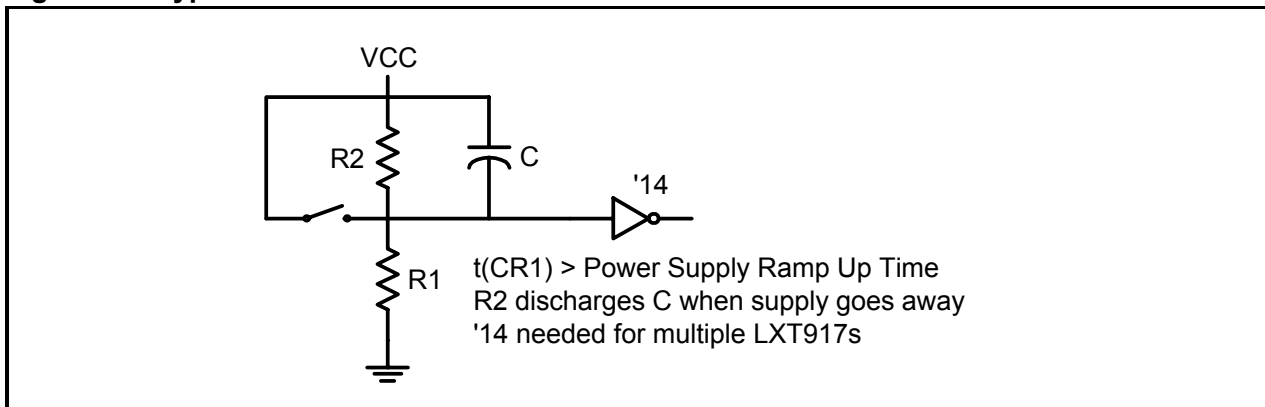 VCC
R2
C
'14
R1
t(CR1) > Power Supply Ramp Up Time
R2 discharges C when supply goes away
'14 needed for multiple LXT917s